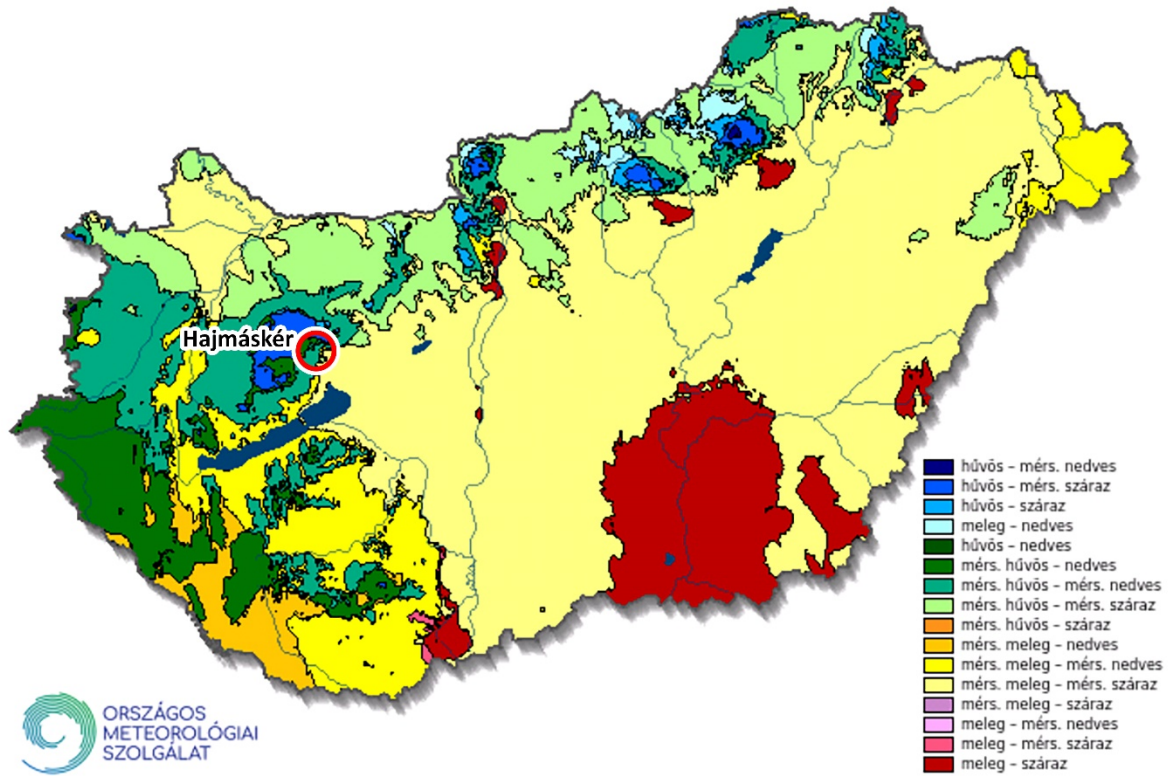 Hajmáskér
hűvös – mérs. nedves
hűvös – mérs. száraz
hűvös – száraz
meleg – nedves
hűvös – nedves
mérs. hűvös – nedves
mérs. hűvös – mérs. nedves
mérs. hűvös – mérs. száraz
mérs. hűvös – száraz
mérs. meleg – nedves
mérs. meleg – mérs. nedves
mérs. meleg – mérs. száraz
mérs. meleg – száraz
meleg – mérs. nedves
meleg – mérs. száraz
meleg – száraz
ORSZÁGOS
METEOROLÓGIAI
SZOLGÁLAT